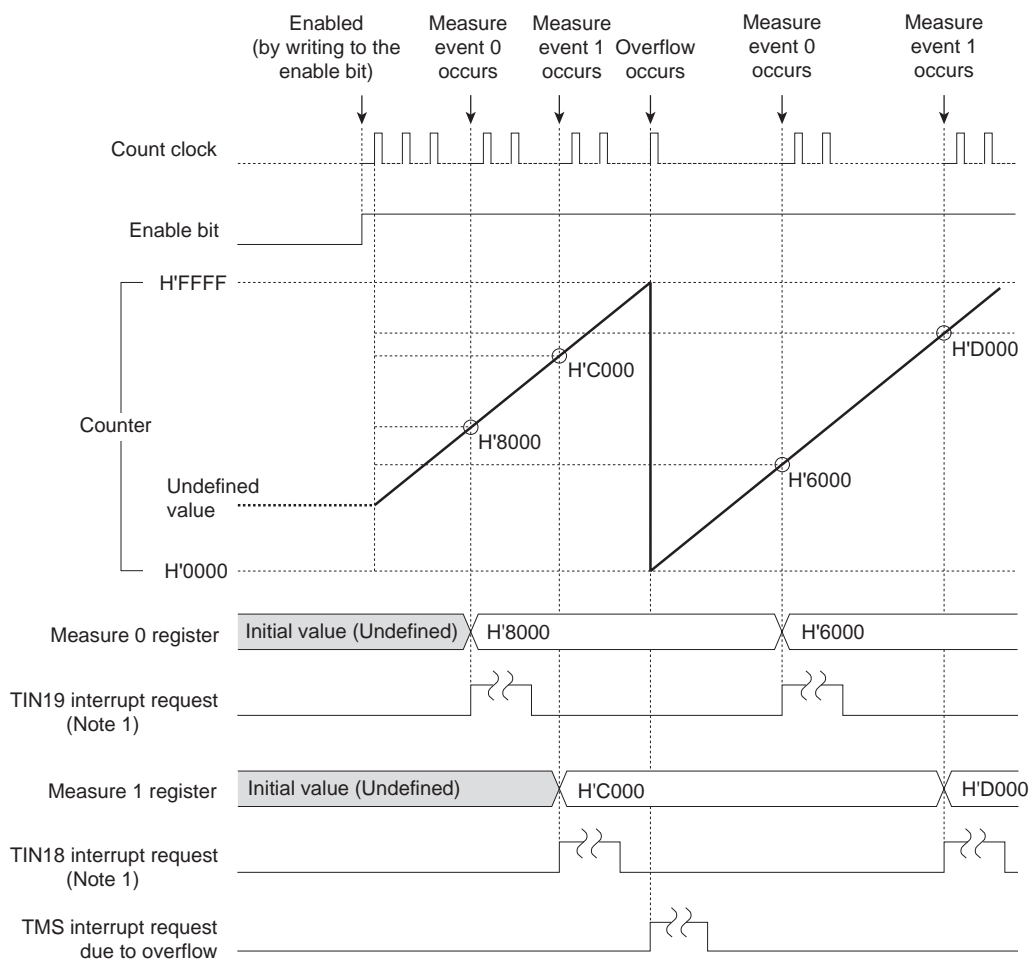 Enabled
(by writing to the
enable bit)
Measure
event 0
occurs
Measure
event 1
occurs
Overflow
occurs
Measure
event 0
occurs
Measure
event 1
occurs
Count clock
Enable bit
H'FFFF
H'D000
H'C000
Counter
H'8000
H'6000
Undefined
value
H'0000
Measure 0 register
Initial value (Undefined)
H'8000
H'6000
TIN19 interrupt request
(Note 1)
Measure 1 register
Initial value (Undefined)
H'C000
H'D000
TIN18 interrupt request
(Note 1)
TMS interrupt request
due to overflow